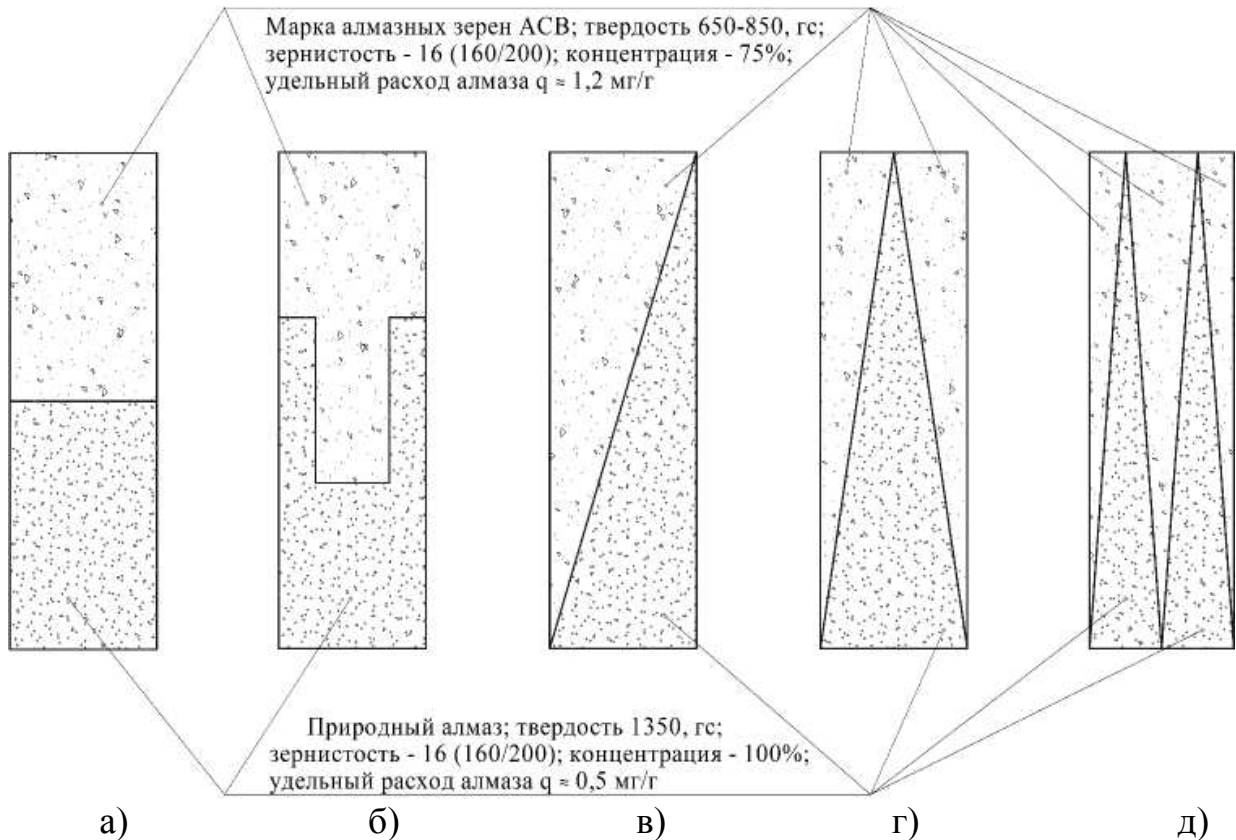 Марка алмазных зерен АСВ; твердость 650-850, гс;
зернистость - 16 (160/200); концентрация - 75%;
удельный расход алмаза q ≈ 1,2 мг/г
Природный алмаз; твердость 1350, гс;
зернистость - 16 (160/200); концентрация - 100%;
удельный расход алмаза q ≈ 0,5 мг/г
а) б) в) г) д)